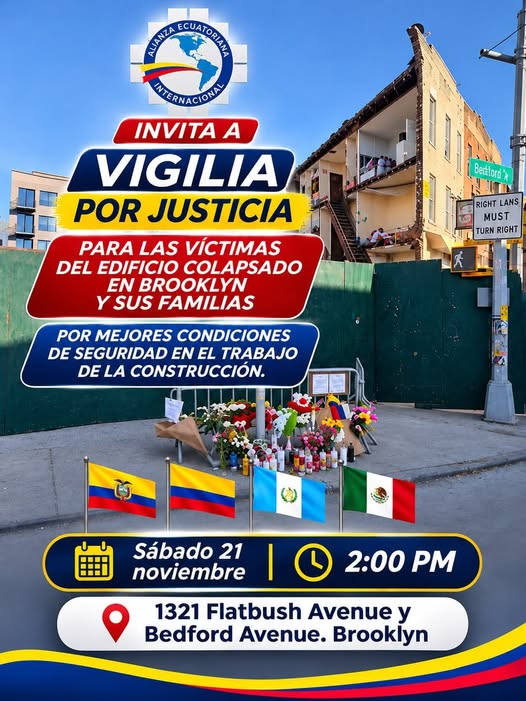 ALIANZA ECUATORIANA
INTERNACIONAL
INVITA A
VIGILIA
POR JUSTICIA
PARA LAS VÍCTIMAS
DEL EDIFICIO COLAPSADO
EN BROOKLYN
Y SUS FAMILIAS
POR MEJORES CONDICIONES
DE SEGURIDAD EN EL TRABAJO
DE LA CONSTRUCCIÓN.
Bedford
RIGHT LANS
MUST
TURN RIGHT
Sábado 21
noviembre
2:00 PM
1321 Flatbush Avenue y
Bedford Avenue. Brooklyn